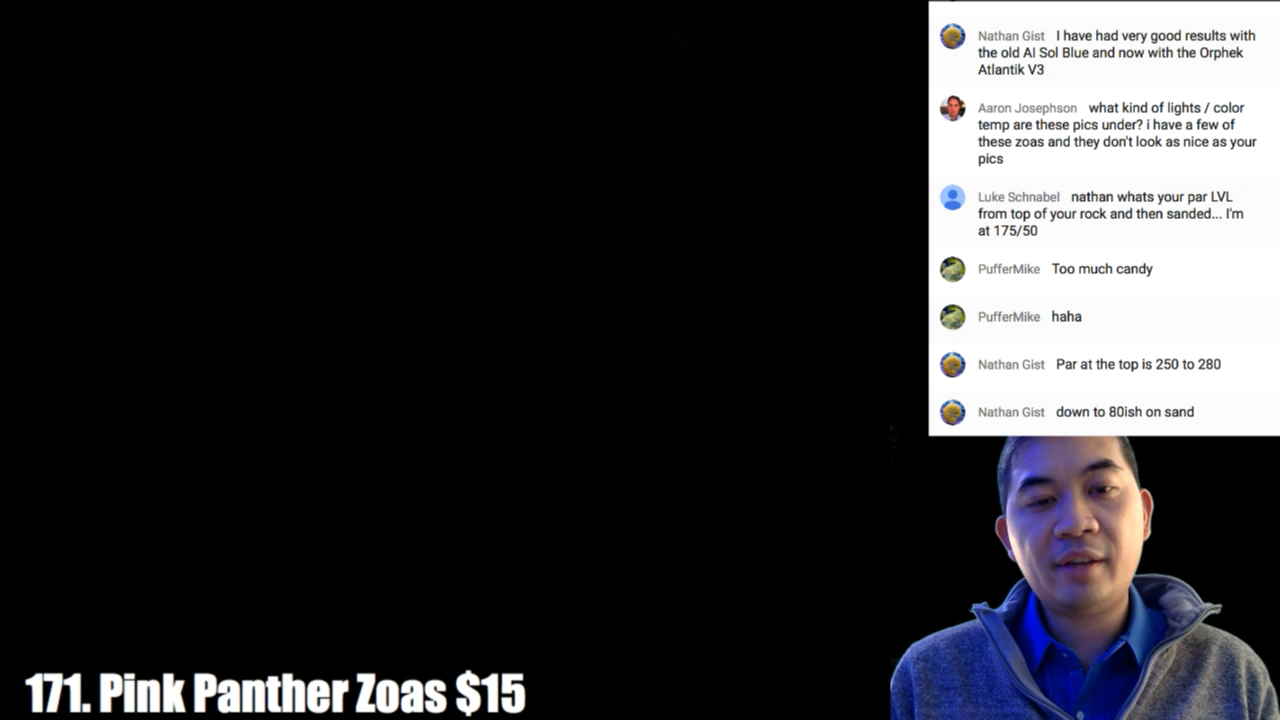 Nathan Gist I have had very good results with
the old AI Sol Blue and now with the Orphek
Atlantik V3
Aaron Josephson what kind of lights / color
temp are these pics under? i have a few of
these zoas and they don't look as nice as your
pics
Luke Schnabel nathan whats your par LVL
from top of your rock and then sanded... I'm
at 175/50
PufferMike Too much candy
PufferMike haha
Nathan Gist Par at the top is 250 to 280
Nathan Gist down to 80ish on sand
171. Pink Panther Zoas $15